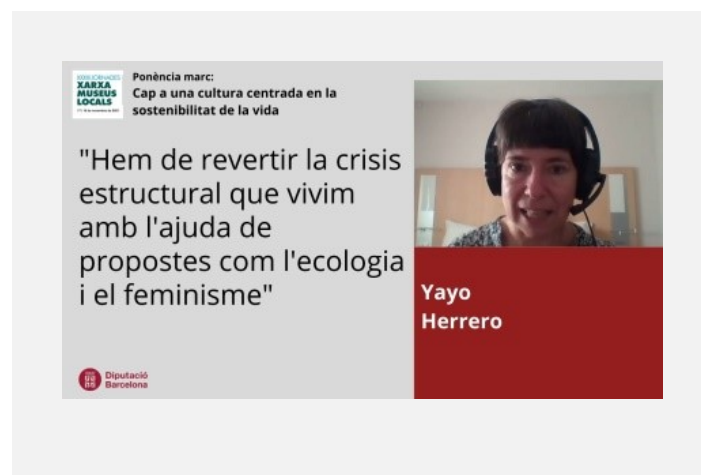 XARXA
MUSEUS
LOCALS
Ponència marc:
Cap a una cultura centrada en la
sostenibilitat de la vida
"Hem de revertir la crisis
estructural que vivim
amb l'ajuda de
propostes com l'ecologia
i el feminisme"
Yayo
Herrero
Diputació
Barcelona